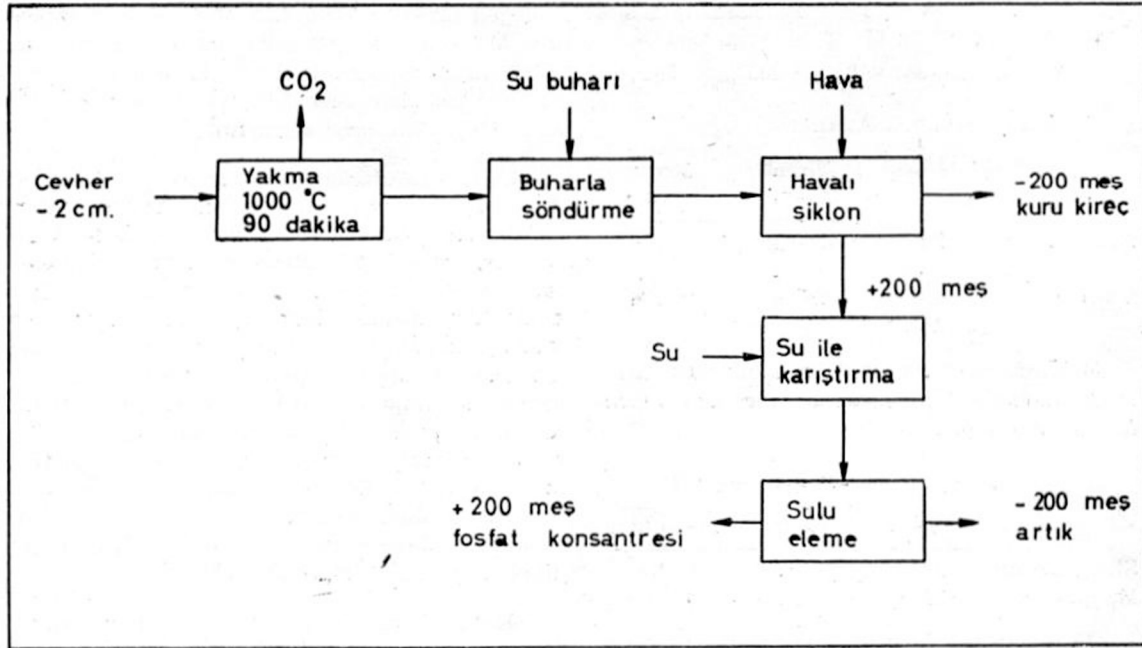 CO2
Su buharı
Hava
Cevher
- 2 cm.
Yakma
1000 °C
90 dakika
Buharla
söndürme
Havalı
siklon
-200 meş
kuru kireç
+200 meş
Su
Su ile
karıştırma
+ 200 meş
fosfat konsantresi
Sulu
eleme
- 200 meş
artık